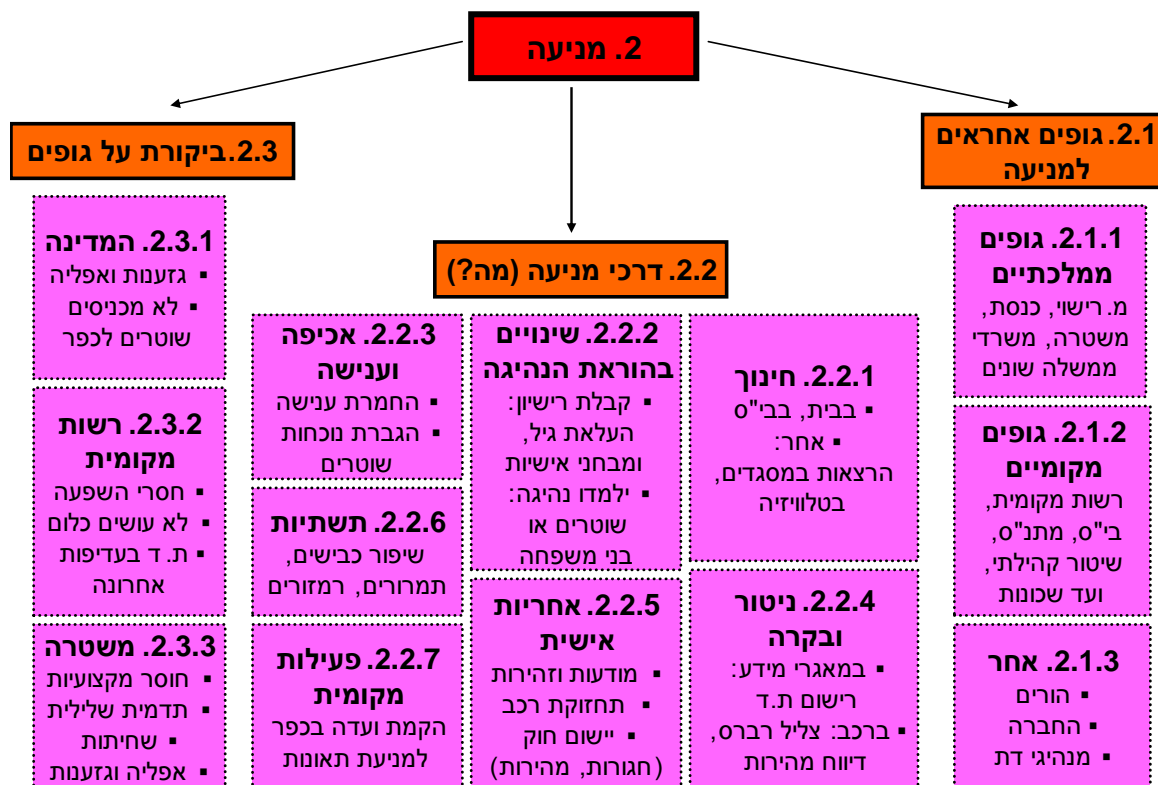 2. מניעה
2.1. גופים אחראים
למניעה
2.1.1. גופים
ממלכתיים
מ. רישוי, כנסת,
משטרה, משרדי
ממשלה שונים
2.1.2. גופים
מקומיים
רשות מקומית,
בי"ס, מתנ"ס,
שיטור קהילתי,
ועד שכונות
2.1.3. אחר
▪ הורים
▪ החברה
▪ מנהיגי דת
2.2. דרכי מניעה (מה?)
2.2.1. חינוך
▪ בבית, בבי"ס
▪ אחר:
הרצאות במסגדים,
בטלוויזיה
2.2.2. שינויים
בהוראת הנהיגה
▪ קבלת רישיון:
העלאת גיל,
ומבחני אישיות
▪ ילמדו נהיגה:
שוטרים או
בני משפחה
2.2.3. אכיפה
וענישה
▪ החמרת ענישה
▪ הגברת נוכחות
שוטרים
2.2.4. ניטור
ובקרה
▪ במאגרי מידע:
רישום ת.ד
▪ ברכב: צליל רברס,
דיווח מהירות
2.2.5. אחריות
אישית
▪ מודעות וזהירות
▪ תחזוקת רכב
▪ יישום חוק
(חגורות, מהירות)
2.2.6. תשתיות
שיפור כבישים,
תמרורים, רמזורים
2.2.7. פעילות
מקומית
הקמת ועדה בכפר
למניעת תאונות
2.3.ביקורת על גופים
2.3.1. המדינה
▪ גזענות ואפליה
▪ לא מכניסים
שוטרים לכפר
2.3.2. רשות
מקומית
▪ חסרי השפעה
▪ לא עושים כלום
▪ ת. ד בעדיפות
אחרונה
2.3.3. משטרה
▪ חוסר מקצועיות
▪ תדמית שלילית
▪ שחיתות
▪ אפליה וגזענות